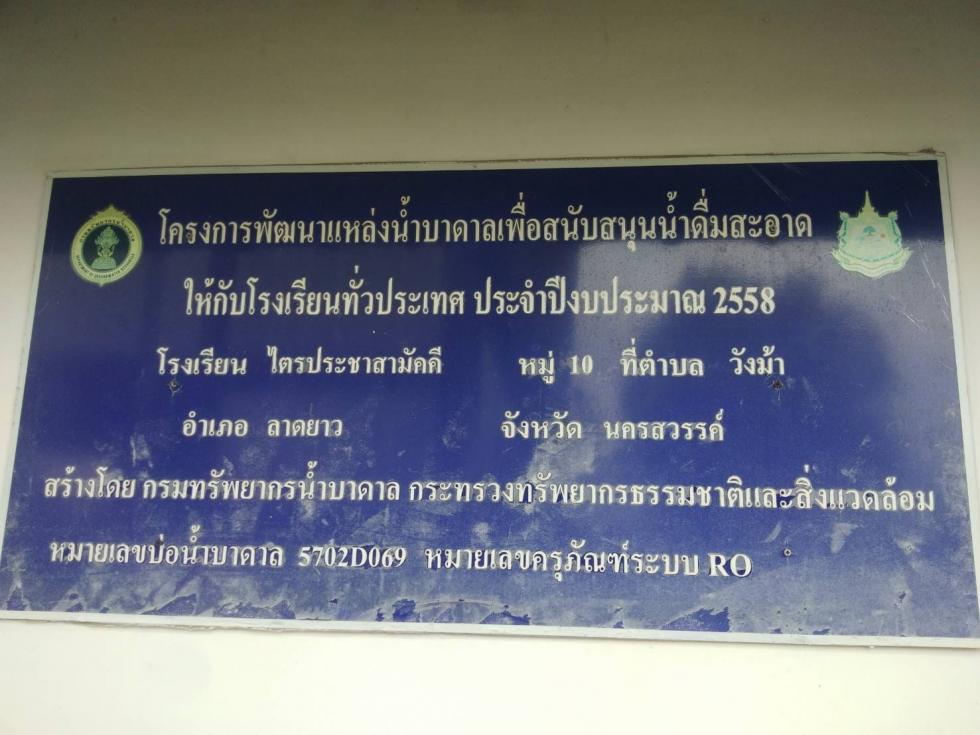 โครงการพัฒนาแหล่งน้ำบาดาลเพื่อสนับสนุนน้ำดื่มสะอาด
ให้กับโรงเรียนทั่วประเทศ ประจำปีงบประมาณ 2558
โรงเรียน ไตรประชาสามัคคี หมู่ 10 ที่ตำบล วังม้า
อำเภอ ลาดยาว จังหวัด นครสวรรค์
สร้างโดย กรมทรัพยากรน้ำบาดาล กระทรวงทรัพยากรธรรมชาติและสิ่งแวดล้อม
หมายเลขบ่อน้ำบาดาล 5702D069 หมายเลขครุภัณฑ์ระบบ RO